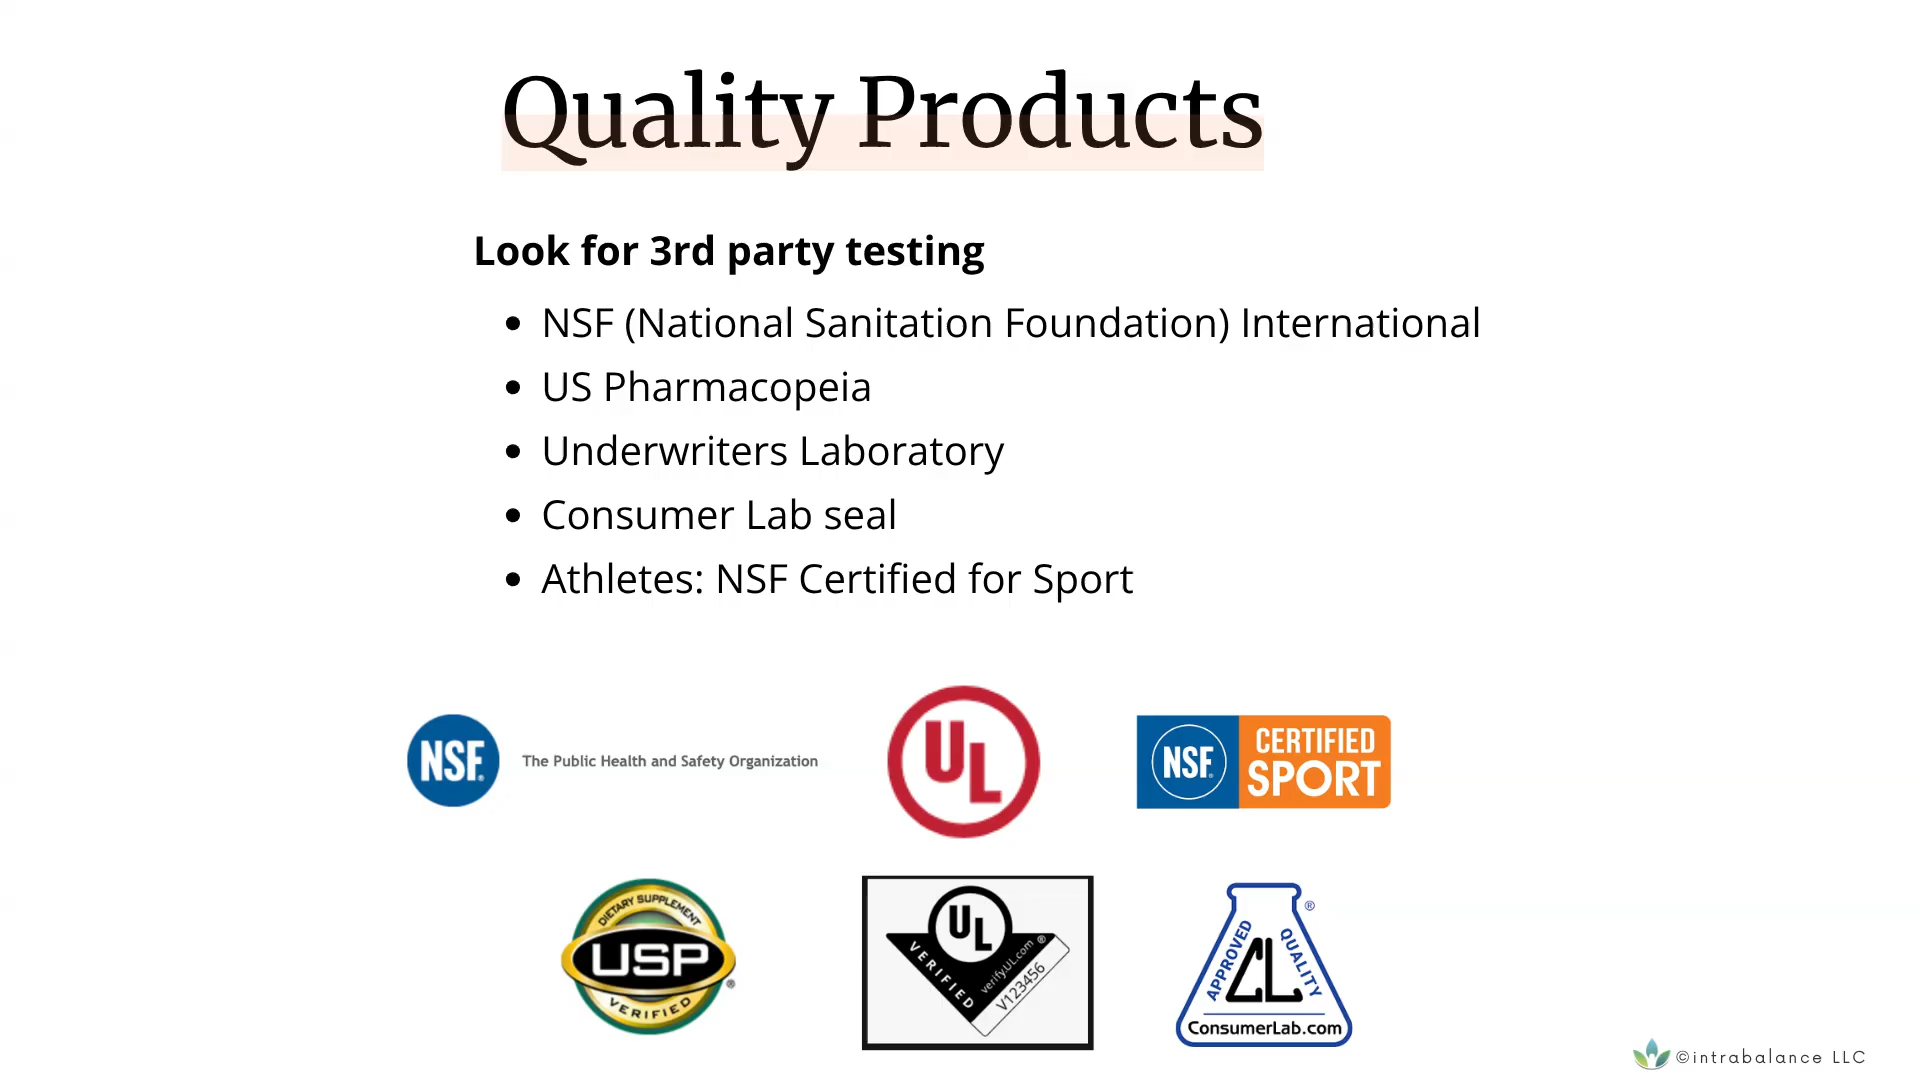 Quality Products
Look for 3rd party testing
• NSF (National Sanitation Foundation) International
• US Pharmacopeia
• Underwriters Laboratory
• Consumer Lab seal
• Athletes: NSF Certified for Sport
NSF®
The Public Health and Safety Organization
UL
NSF®
CERTIFIED
SPORT
DIETARY SUPPLEMENT
USP
VERIFIED
®
UL
VERIFIED
verify.UL.com ®
V123456
APPROVED
QUALITY
®
CL
ConsumerLab.com
©intrabalance LLC